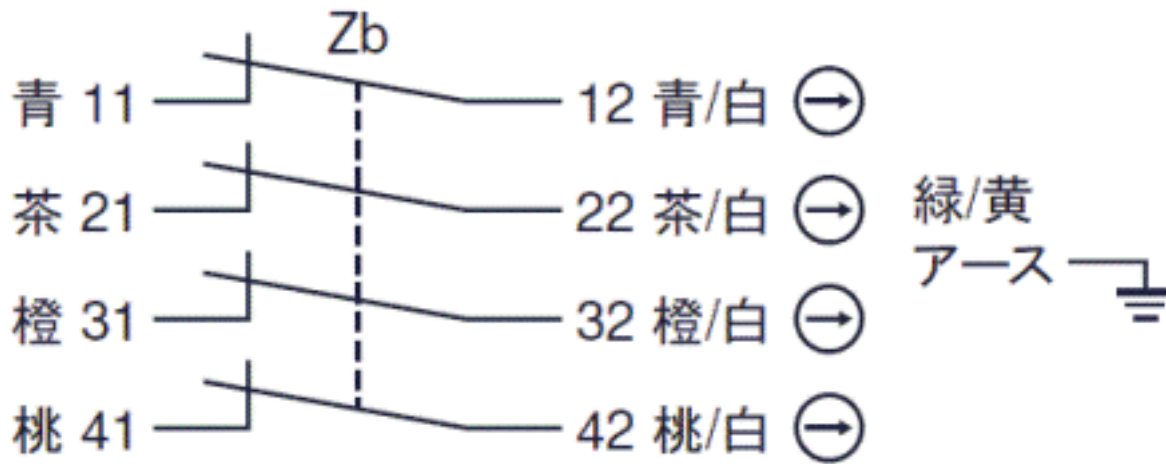 Zb
青 11 12 青/白
茶 21 22 茶/白
橙 31 32 橙/白
桃 41 42 桃/白
緑/黄
アース